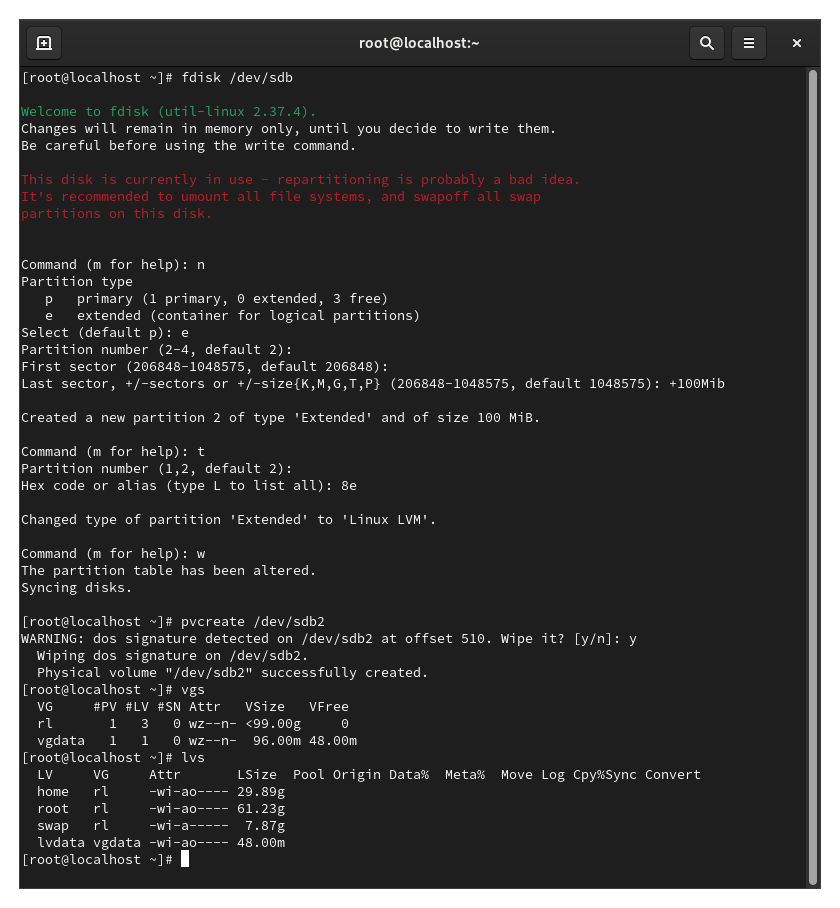 root@localhost:~
[root@localhost ~]# fdisk /dev/sdb
Welcome to fdisk (util-linux 2.37.4).
Changes will remain in memory only, until you decide to write them.
Be careful before using the write command.
This disk is currently in use - repartitioning is probably a bad idea.
It's recommended to umount all file systems, and swapoff all swap
partitions on this disk.
Command (m for help): n
Partition type
   p   primary (1 primary, 0 extended, 3 free)
   e   extended (container for logical partitions)
Select (default p): e
Partition number (2-4, default 2):
First sector (206848-1048575, default 206848):
Last sector, +/-sectors or +/-size{K,M,G,T,P} (206848-1048575, default 1048575): +100Mib
Created a new partition 2 of type 'Extended' and of size 100 MiB.
Command (m for help): t
Partition number (1,2, default 2):
Hex code or alias (type L to list all): 8e
Changed type of partition 'Extended' to 'Linux LVM'.
Command (m for help): w
The partition table has been altered.
Syncing disks.
[root@localhost ~]# pvcreate /dev/sdb2
WARNING: dos signature detected on /dev/sdb2 at offset 510. Wipe it? [y/n]: y
  Wiping dos signature on /dev/sdb2.
  Physical volume "/dev/sdb2" successfully created.
[root@localhost ~]# vgs
  VG     #PV #LV #SN Attr   VSize   VFree
  rl       1   3   0 wz--n- <99.00g     0
  vgdata   1   1   0 wz--n-  96.00m 48.00m
[root@localhost ~]# lvs
  LV     VG     Attr       LSize  Pool Origin Data%  Meta%  Move Log Cpy%Sync Convert
  home   rl     -wi-ao---- 29.89g
  root   rl     -wi-ao---- 61.23g
  swap   rl     -wi-a-----  7.87g
  lvdata vgdata -wi-ao---- 48.00m
[root@localhost ~]#